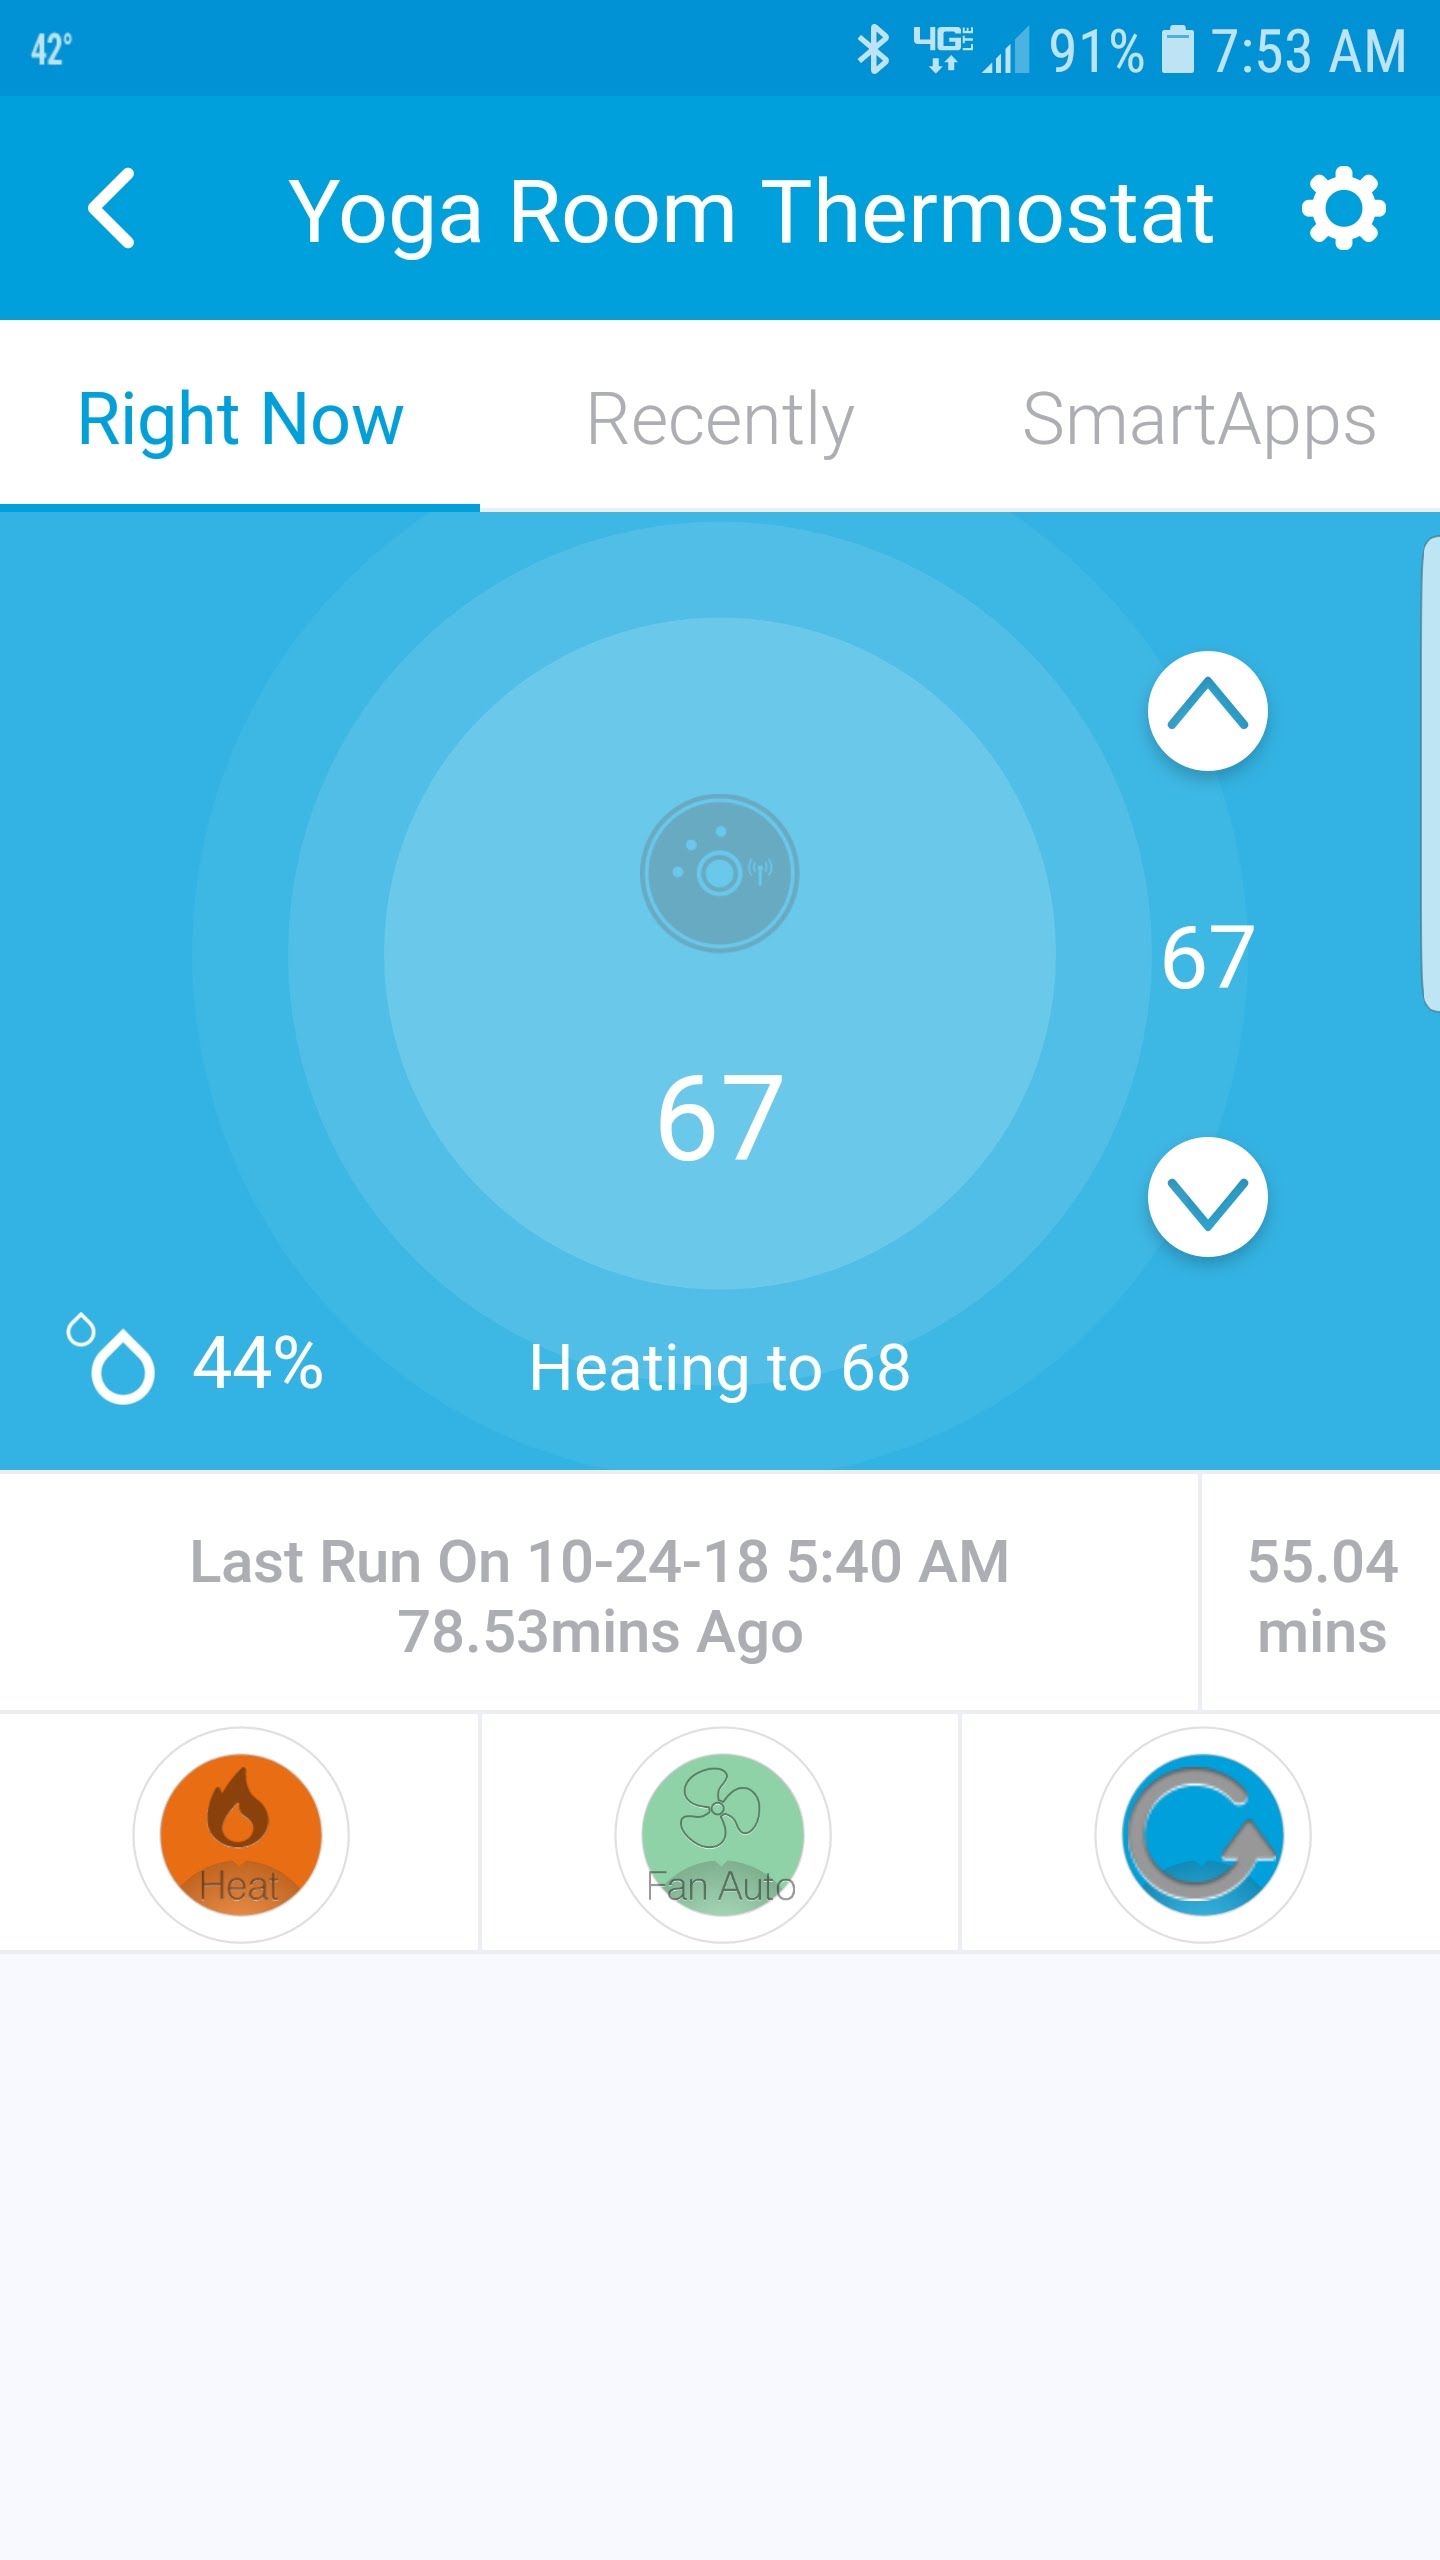 42°
4G LTE 91% 7:53 AM
Yoga Room Thermostat
Right Now
Recently
SmartApps
67
67
44%
Heating to 68
Last Run On 10-24-18 5:40 AM
78.53mins Ago
55.04
mins
Heat
Fan Auto